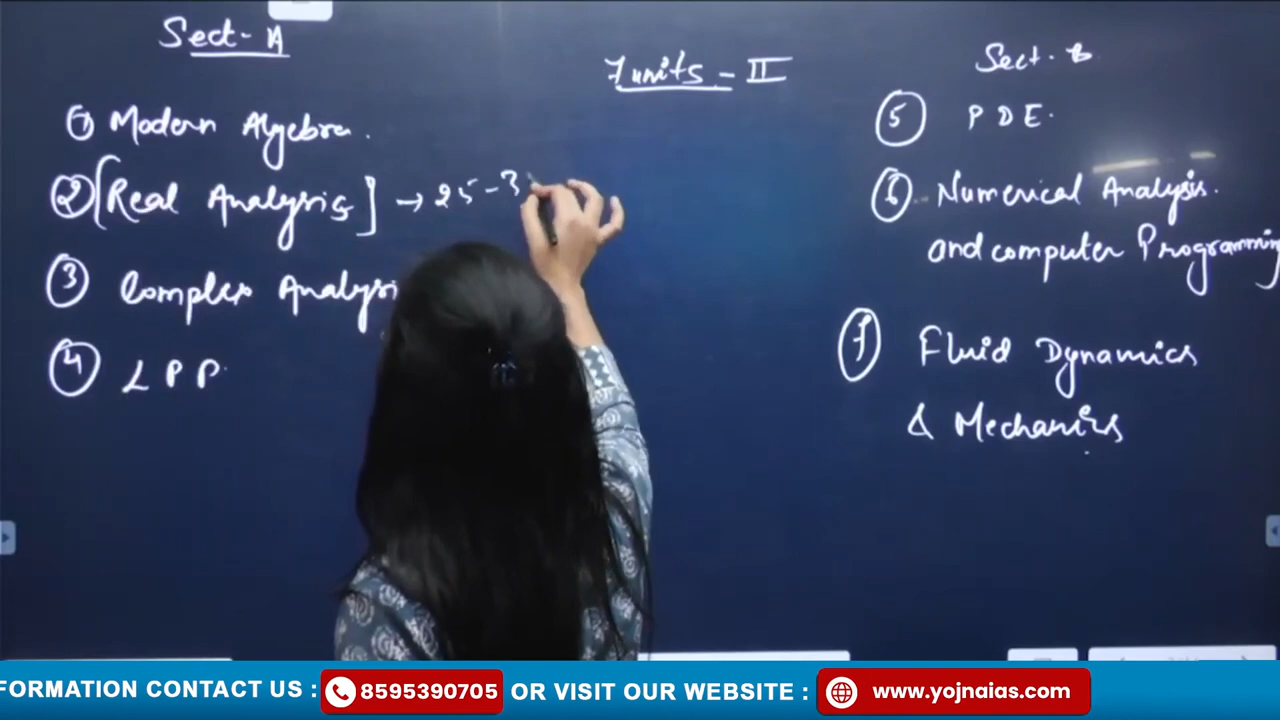 Sect - A
7 units - II
Sect. B
① Modern Algebra.
② [Real Analysis] → 25-3
③ Complex Analysi
④ LPP.
⑤ PDE.
⑥ Numerical Analysis.
and computer Programming
⑦ Fluid Dynamics
& Mechanics
FORMATION CONTACT US : 8595390705 OR VISIT OUR WEBSITE : www.yojnaias.com